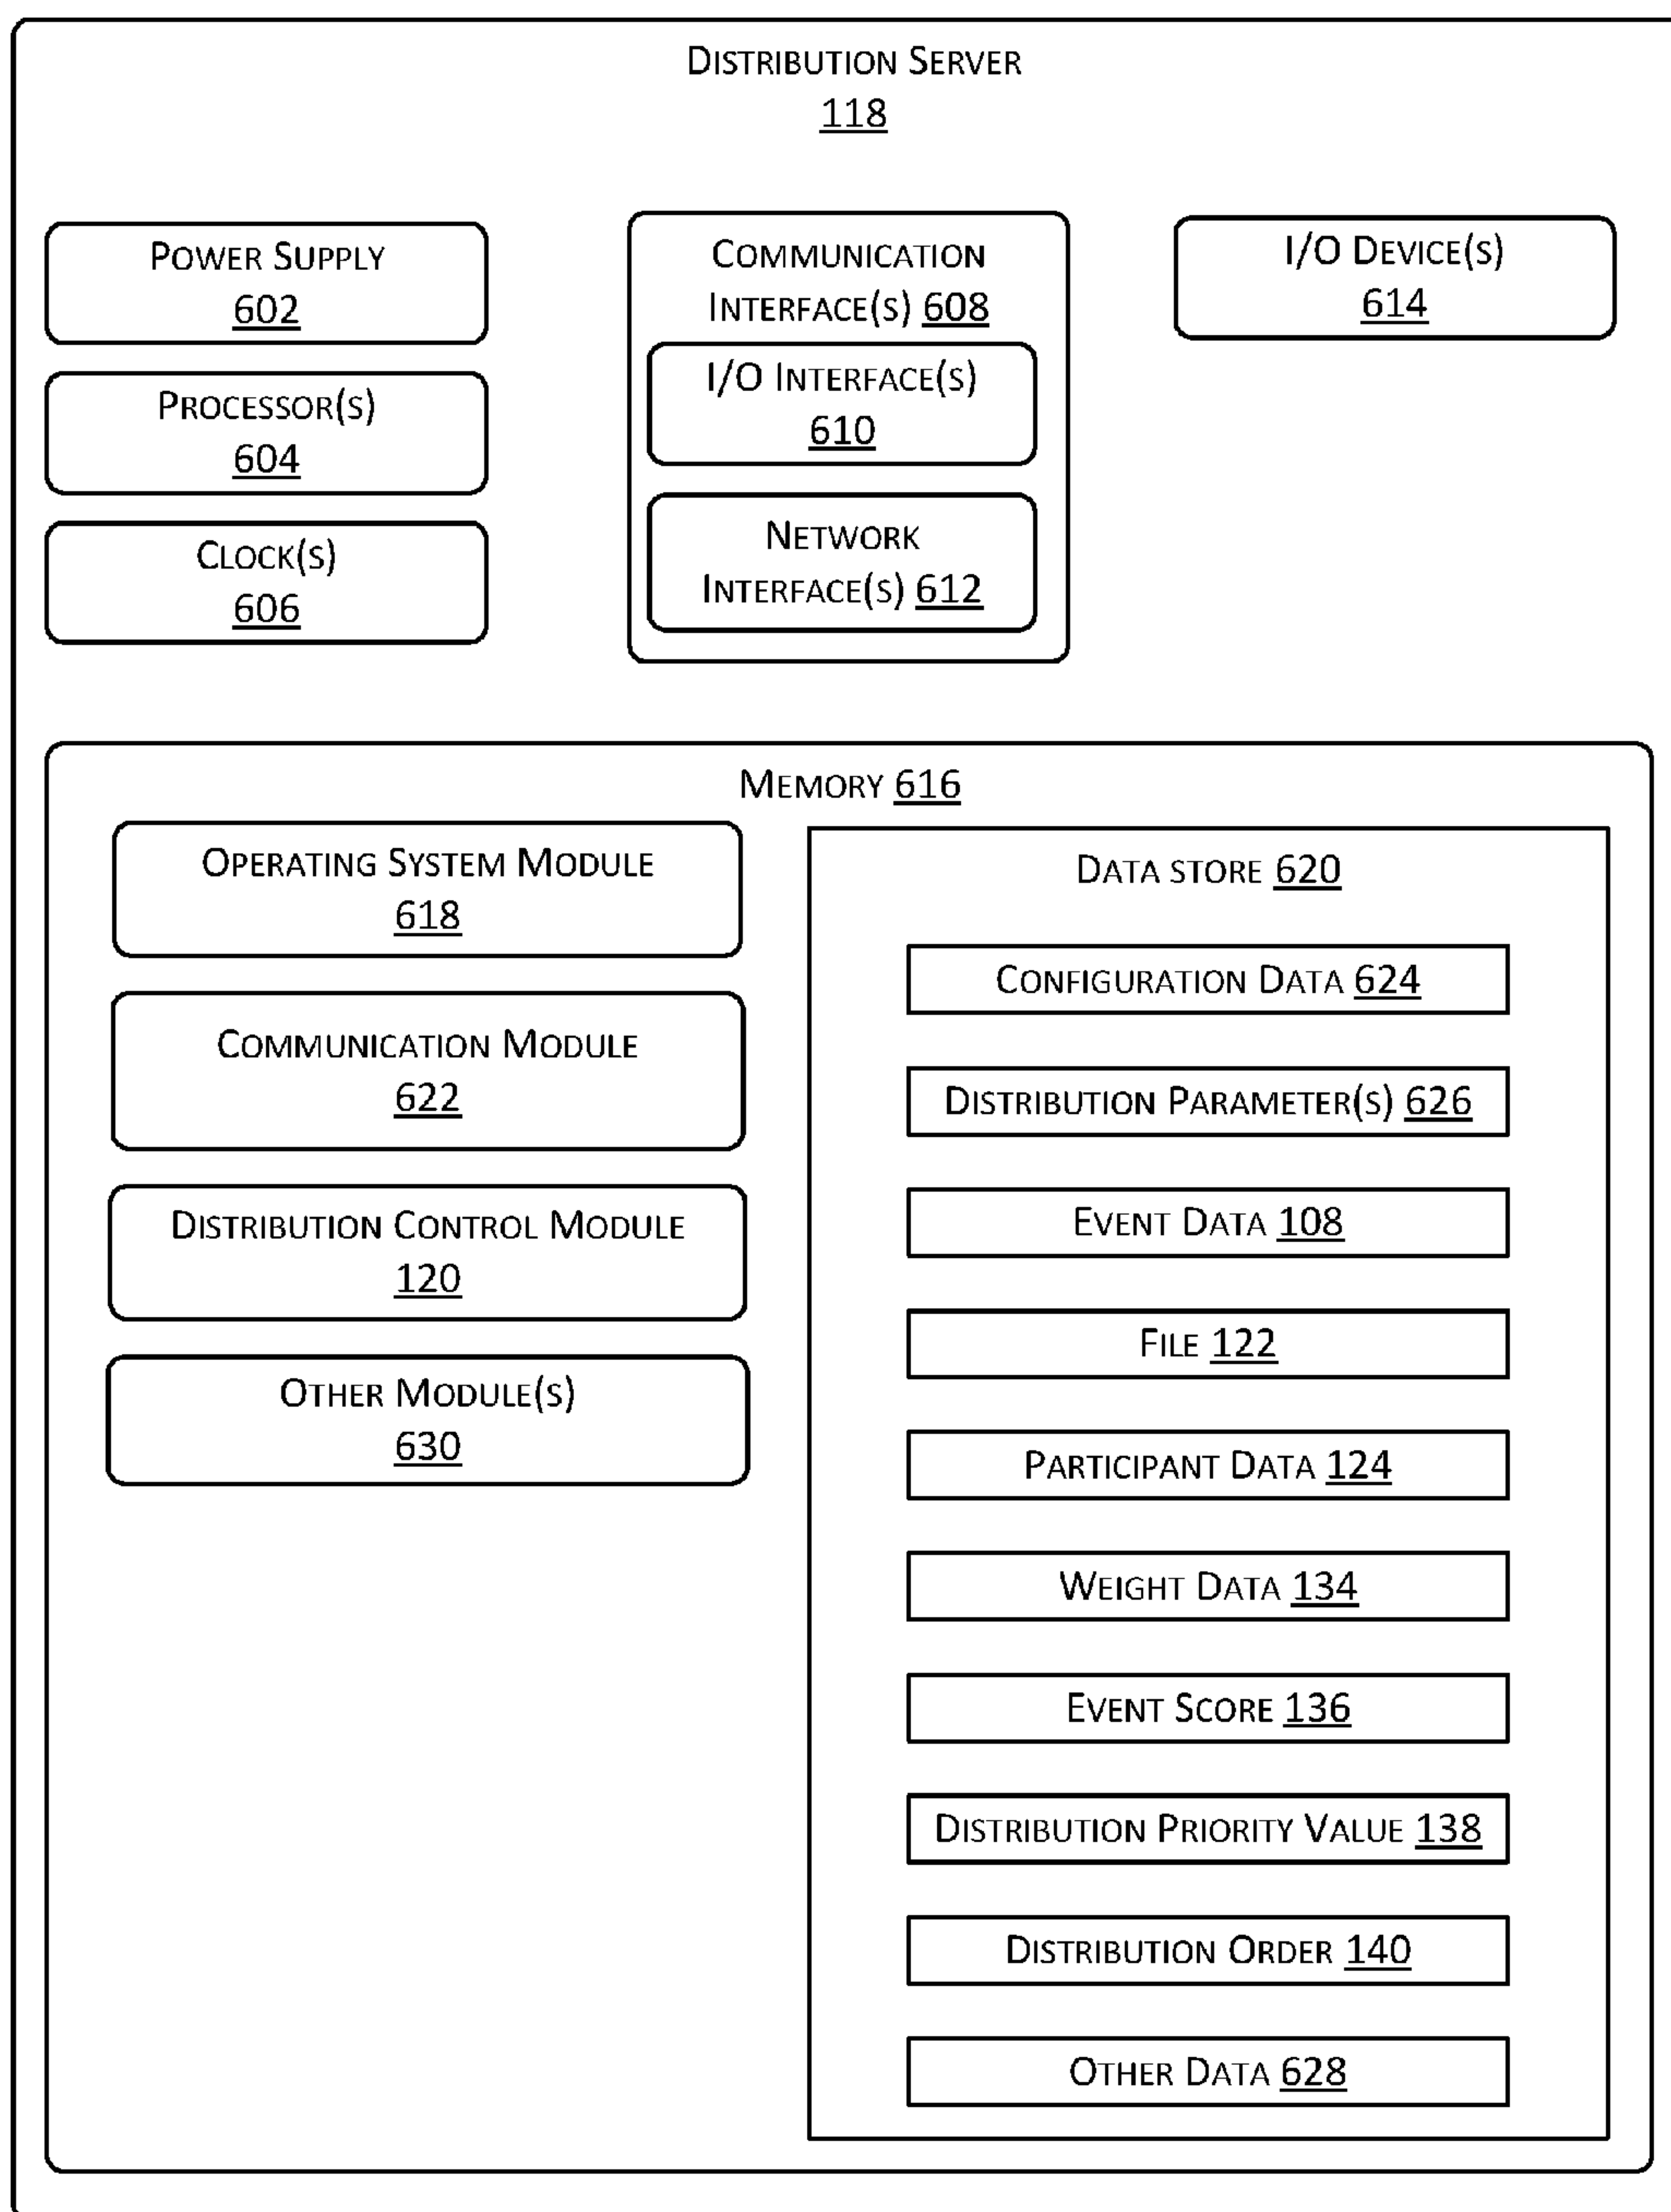 DISTRIBUTION SERVER
118
POWER SUPPLY
602
PROCESSOR(S)
604
CLOCK(S)
606
COMMUNICATION
INTERFACE(S) 608
I/O INTERFACE(S)
610
NETWORK
INTERFACE(S) 612
I/O DEVICE(S)
614
MEMORY 616
OPERATING SYSTEM MODULE
618
COMMUNICATION MODULE
622
DISTRIBUTION CONTROL MODULE
120
OTHER MODULE(S)
630
DATA STORE 620
CONFIGURATION DATA 624
DISTRIBUTION PARAMETER(S) 626
EVENT DATA 108
FILE 122
PARTICIPANT DATA 124
WEIGHT DATA 134
EVENT SCORE 136
DISTRIBUTION PRIORITY VALUE 138
DISTRIBUTION ORDER 140
OTHER DATA 628